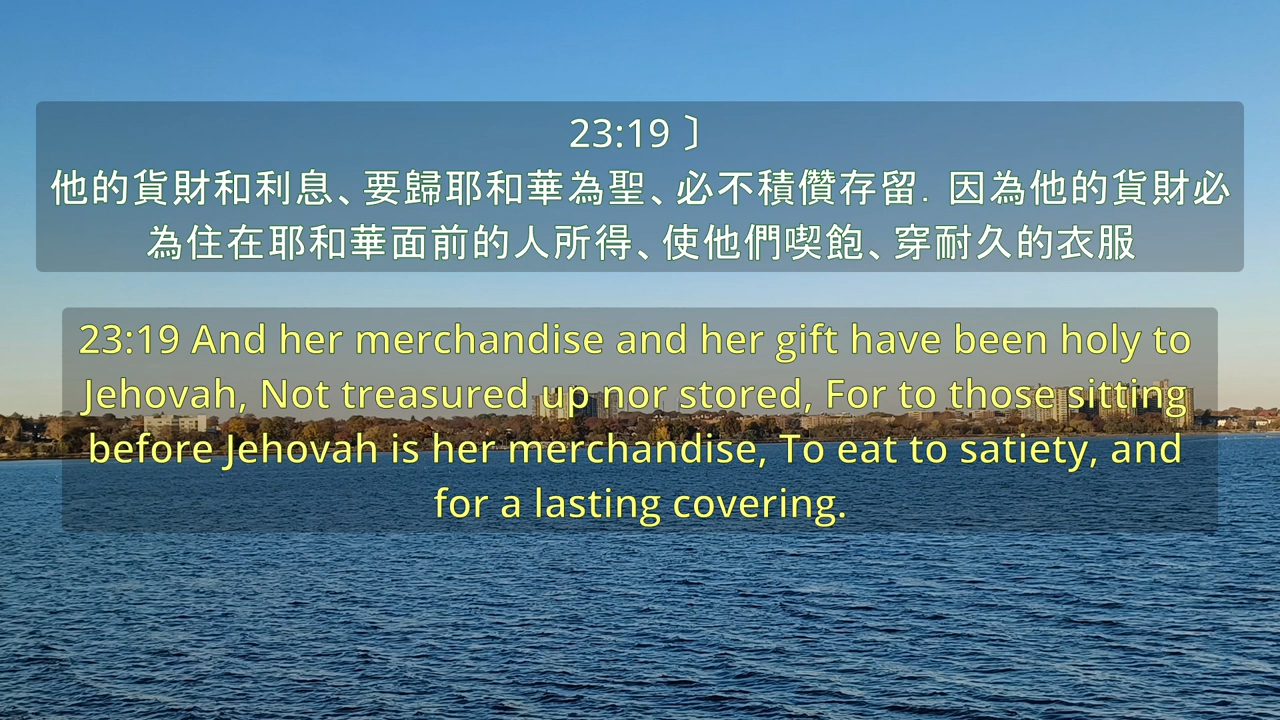 23:19 〕
他的貨財和利息、要歸耶和華為聖、必不積儹存留. 因為他的貨財必
為住在耶和華面前的人所得、使他們喫飽、穿耐久的衣服
23:19 And her merchandise and her gift have been holy to
Jehovah, Not treasured up nor stored, For to those sitting
before Jehovah is her merchandise, To eat to satiety, and
for a lasting covering.